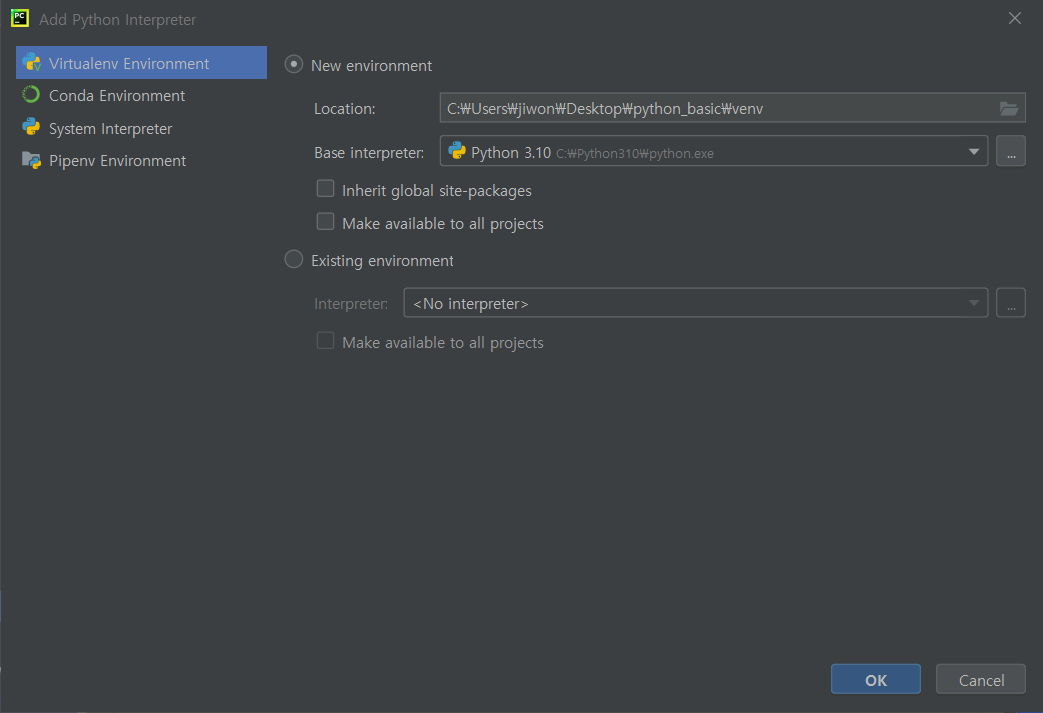 PC
Add Python Interpreter
Virtualenv Environment
Conda Environment
System Interpreter
Pipenv Environment
New environment
Location: C:₩Users₩jiwon₩Desktop₩python_basic₩venv
Base interpreter: Python 3.10 C:₩Python310₩python.exe ...
Inherit global site-packages
Make available to all projects
Existing environment
Interpreter: <No interpreter> ...
Make available to all projects
OK Cancel